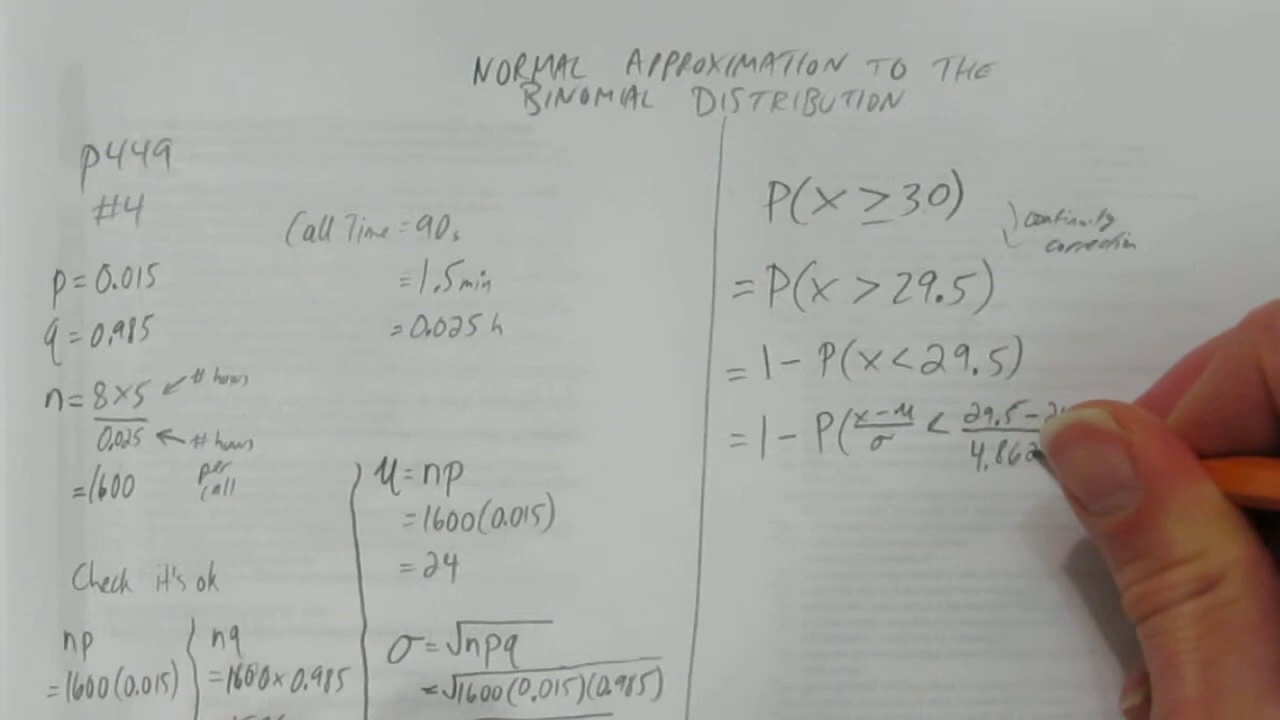 NORMAL APPROXIMATION TO THE
BINOMIAL DISTRIBUTION
p449
#4
Call Time = 90s
= 1.5 min
= 0.025 h
p = 0.015
q = 0.985
n = 8×5 ← # hours
0.025 ← # hours
per
call
= 1600
Check it's ok
np
= 1600(0.015)
nq
= 1600 × 0.985
μ = np
= 1600(0.015)
= 24
σ = √npq
= √1600(0.015)(0.985)
P(x ≥ 30)
continuity
correction
= P(x > 29.5)
= 1 - P(x < 29.5)
= 1 - P(x-μ/σ < 29.5-2
4.862